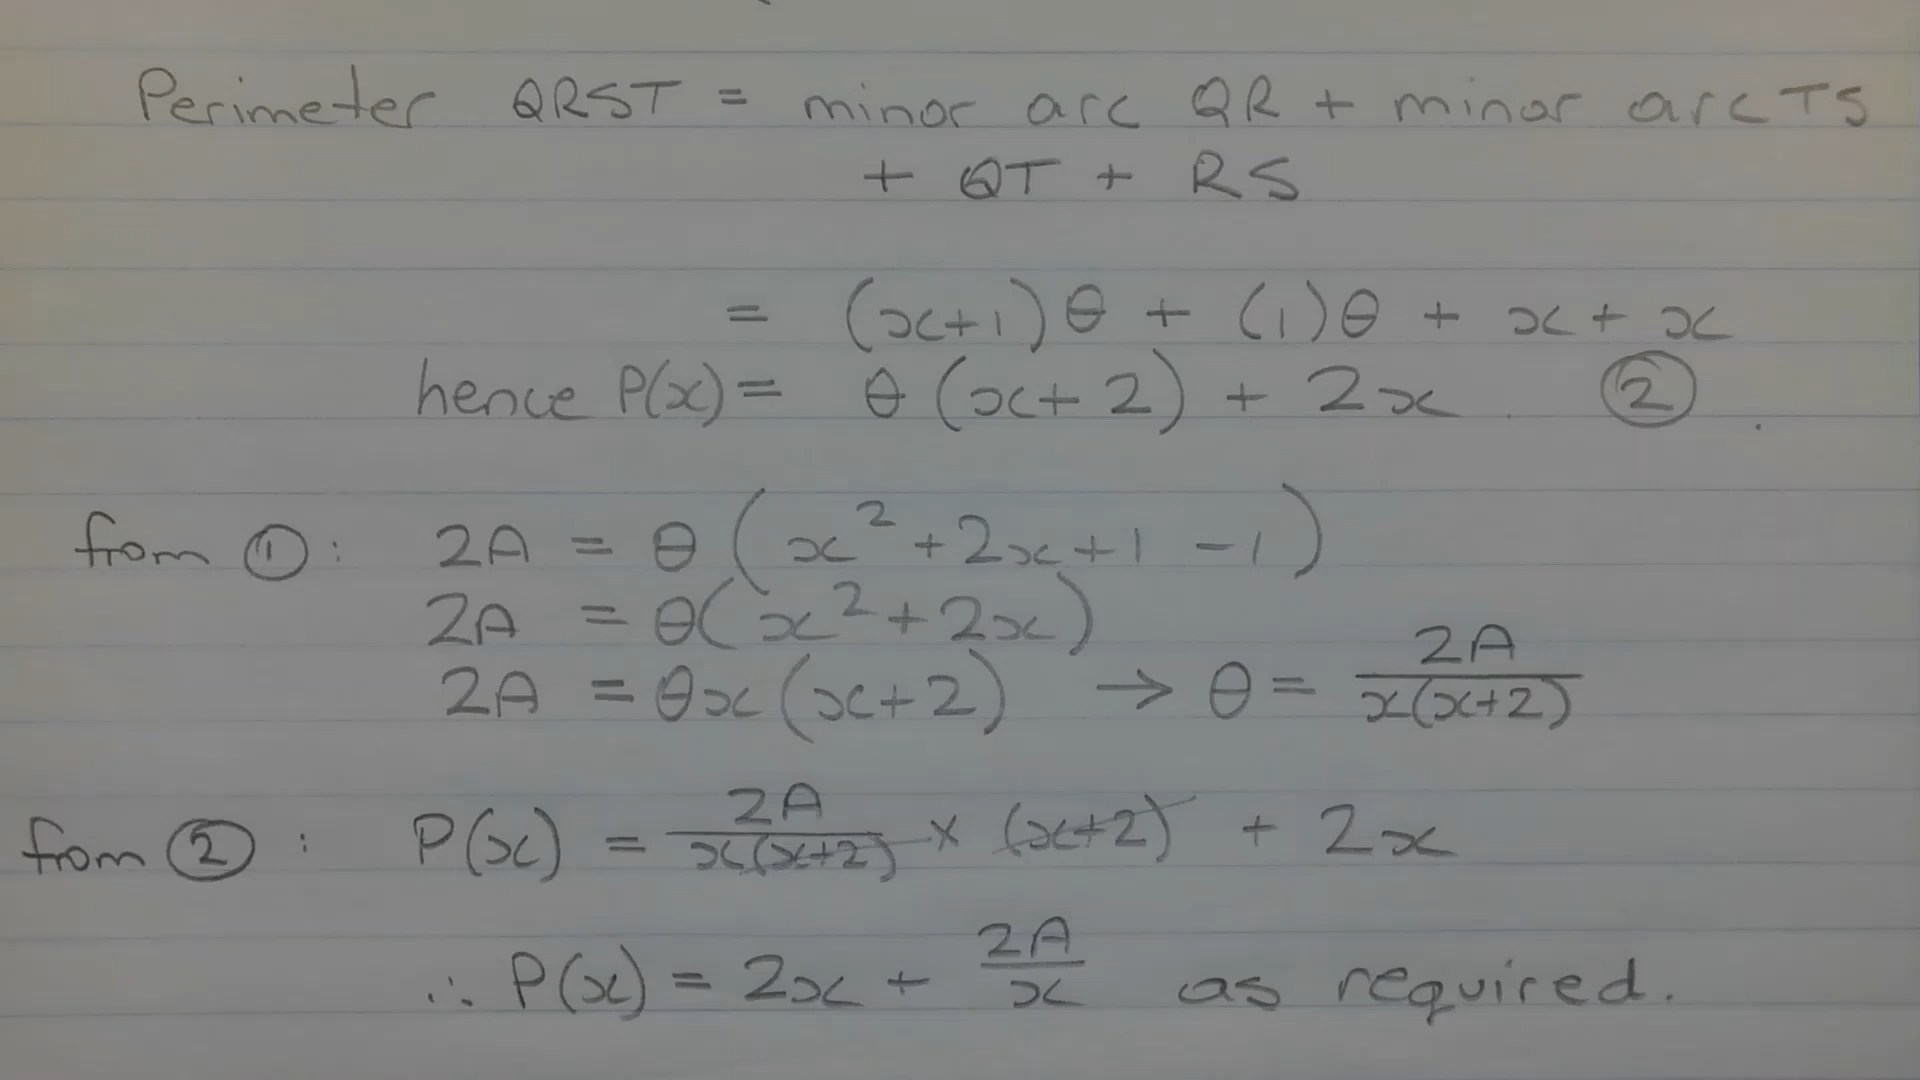 Perimeter QRST = minor arc QR + minor arc TS
+ QT + RS
= (x+1)θ + (1)θ + x + x
hence P(x) = θ(x+2) + 2x ②
from ①: 2A = θ(x² + 2x + 1 - 1)
2A = θ(x² + 2x)
2A = θx(x+2) → θ = 2A/x(x+2)
from ②: P(x) = 2A/x(x+2) × (x+2) + 2x
∴ P(x) = 2x + 2A/x as required.